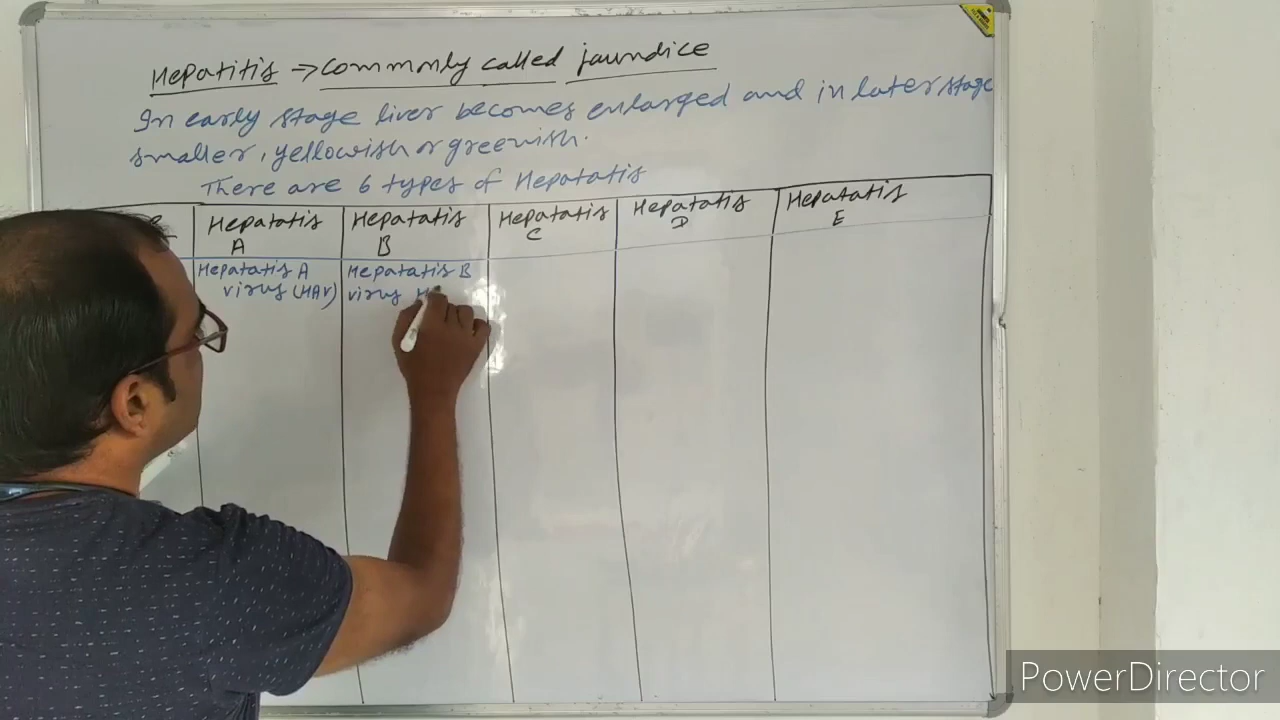 Hepatitis → commonly called jaundice
In early stage liver becomes enlarged and in later stage
smaller, yellowish or greenish.
There are 6 types of Hepatatis
Hepatatis A
Hepatatis B
Hepatatis C
Hepatatis D
Hepatatis E
Hepatatis A
virus (HAV)
Hepatatis B
virus H
PowerDirector